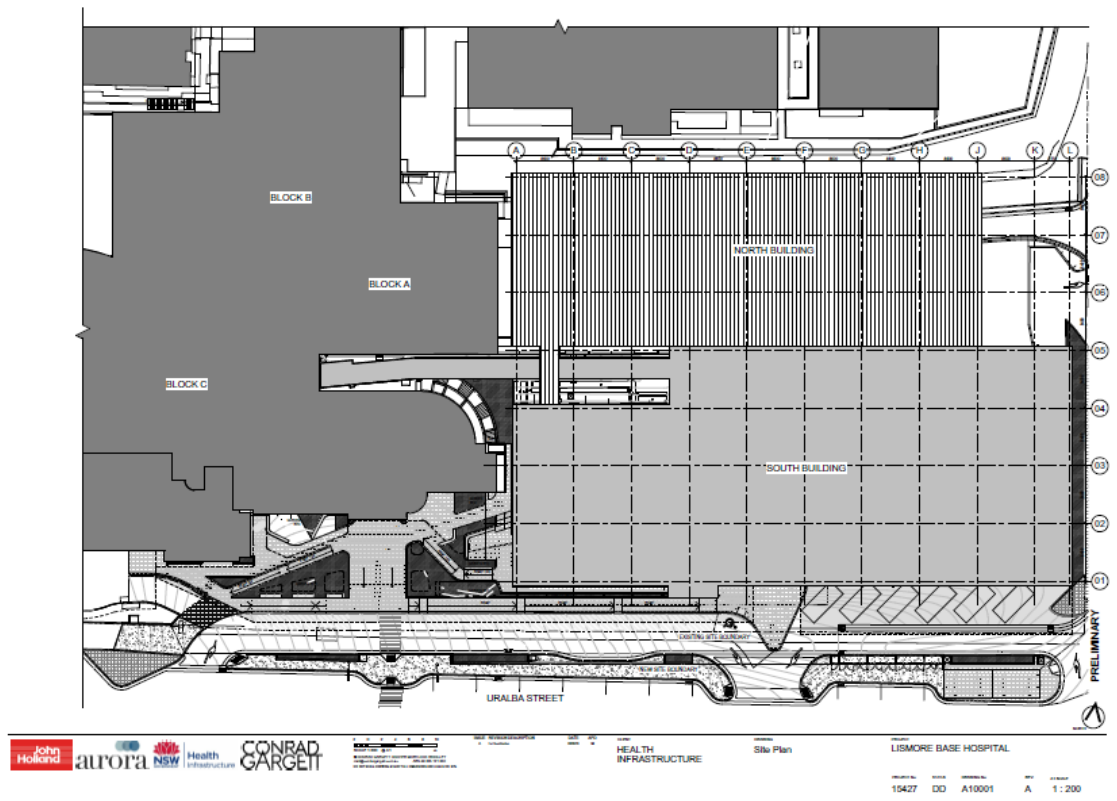 A B C D E F G H J K L
08
BLOCK B
07
NORTH BUILDING
BLOCK A
06
05
BLOCK C
04
03
SOUTH BUILDING
02
01
EXISTING SITE BOUNDARY
NEW SITE BOUNDARY
URALBA STREET
PRELIMINARY
John Holland
aurora
NSW
Health
Infrastructure
CONRAD
GARGETT
HEALTH
INFRASTRUCTURE
Site Plan
LISMORE BASE HOSPITAL
15427 DD A10001 A 1 : 200